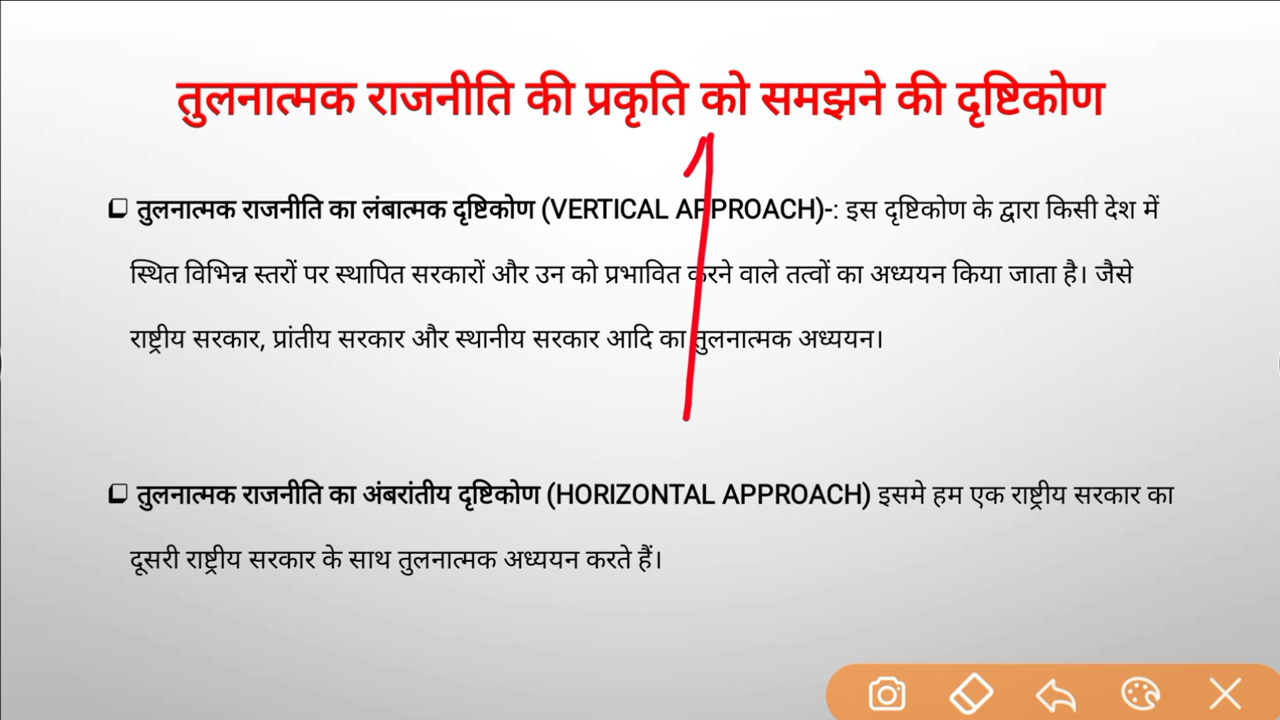 तुलनात्मक राजनीति की प्रकृति को समझने की दृष्टिकोण
तुलनात्मक राजनीति का लंबात्मक दृष्टिकोण (VERTICAL APPROACH)-: इस दृष्टिकोण के द्वारा किसी देश में
स्थित विभिन्न स्तरों पर स्थापित सरकारों और उन को प्रभावित करने वाले तत्वों का अध्ययन किया जाता है। जैसे
राष्ट्रीय सरकार, प्रांतीय सरकार और स्थानीय सरकार आदि का तुलनात्मक अध्ययन।
तुलनात्मक राजनीति का अंबरांतीय दृष्टिकोण (HORIZONTAL APPROACH) इसमे हम एक राष्ट्रीय सरकार का
दूसरी राष्ट्रीय सरकार के साथ तुलनात्मक अध्ययन करते हैं।